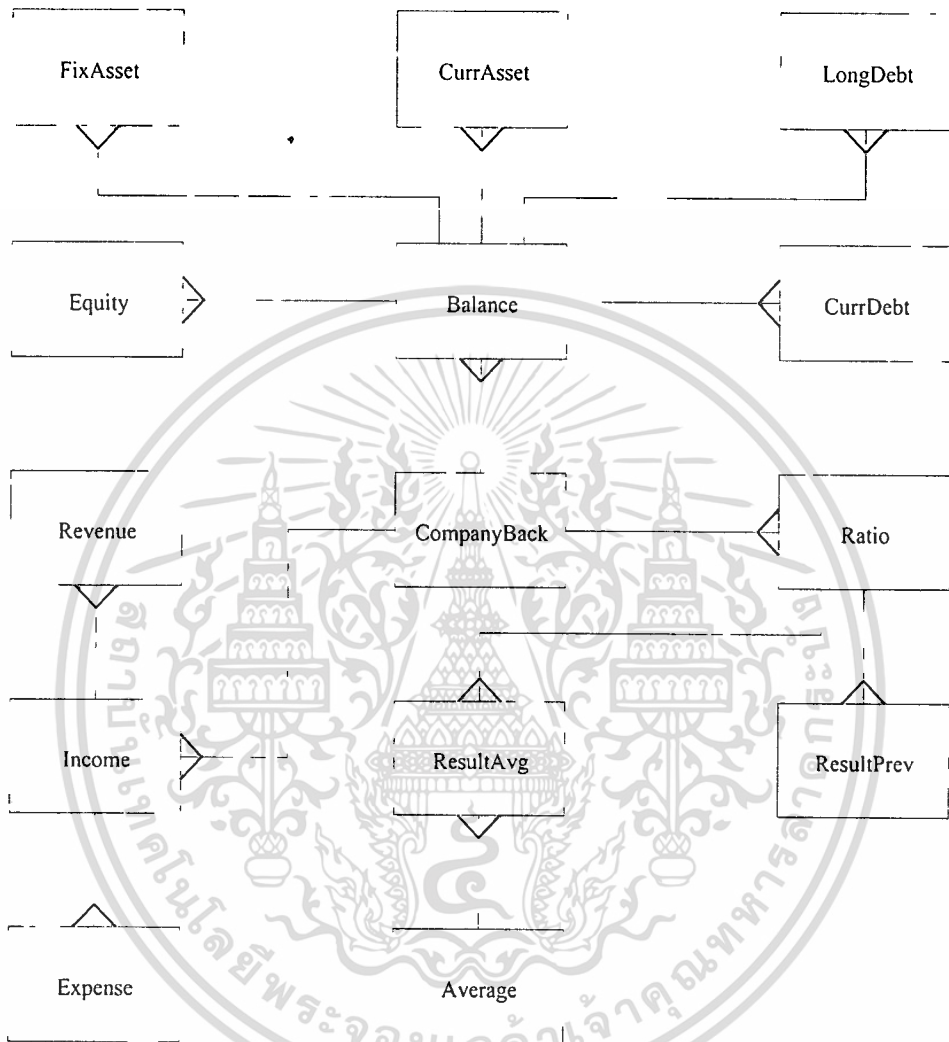 FixAsset
CurrAsset
LongDebt
Equity
Balance
CurrDebt
Revenue
CompanyBack
Ratio
Income
ResultAvg
ResultPrev
Expense
Average